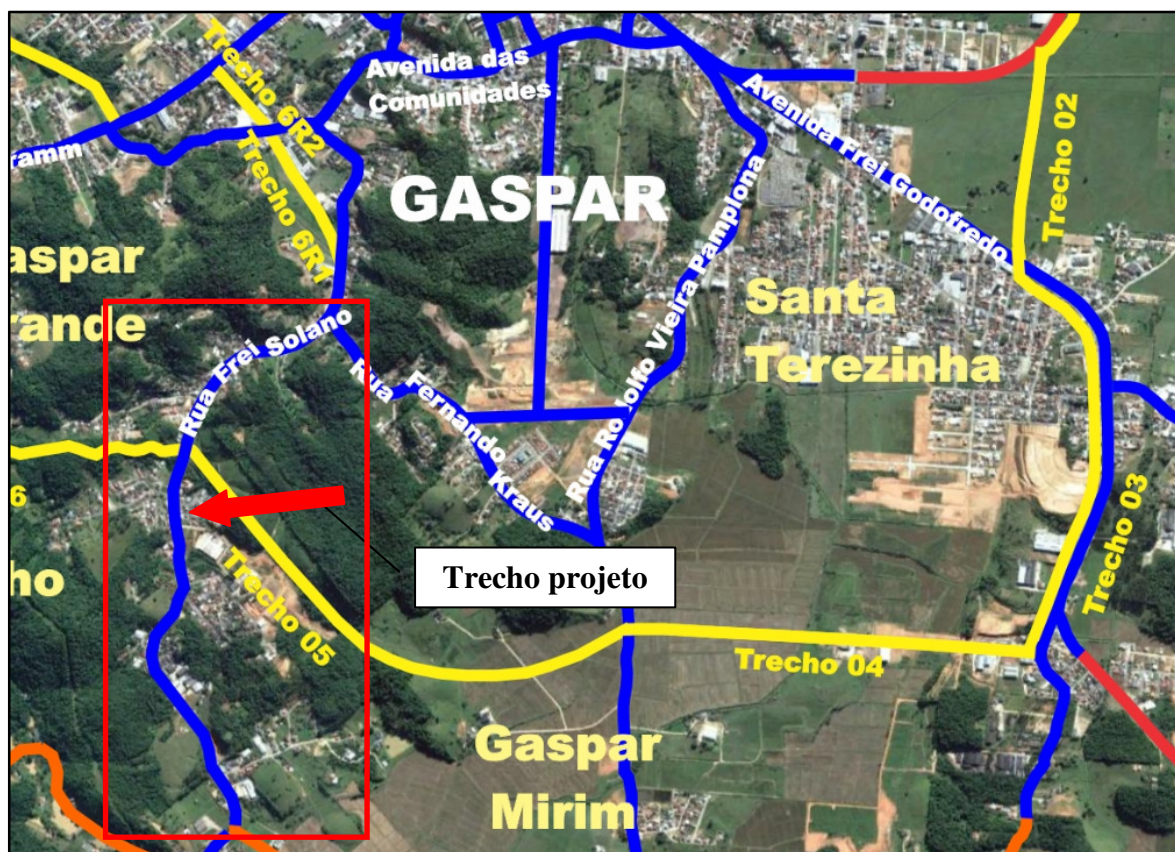 Avenida das
Comunidades
Trecho 6R2
Trecho 6R1
ramm
GASPAR
Avenida Frei Godofredo
Trecho 02
Rua Rodolfo Vieira Pamplona
aspar
rande
Santa
Terezinha
Rua Frei Solano
Rua Fernando Kraus
6
ho
Trecho projeto
Trecho 03
Trecho 05
Trecho 04
Gaspar
Mirim